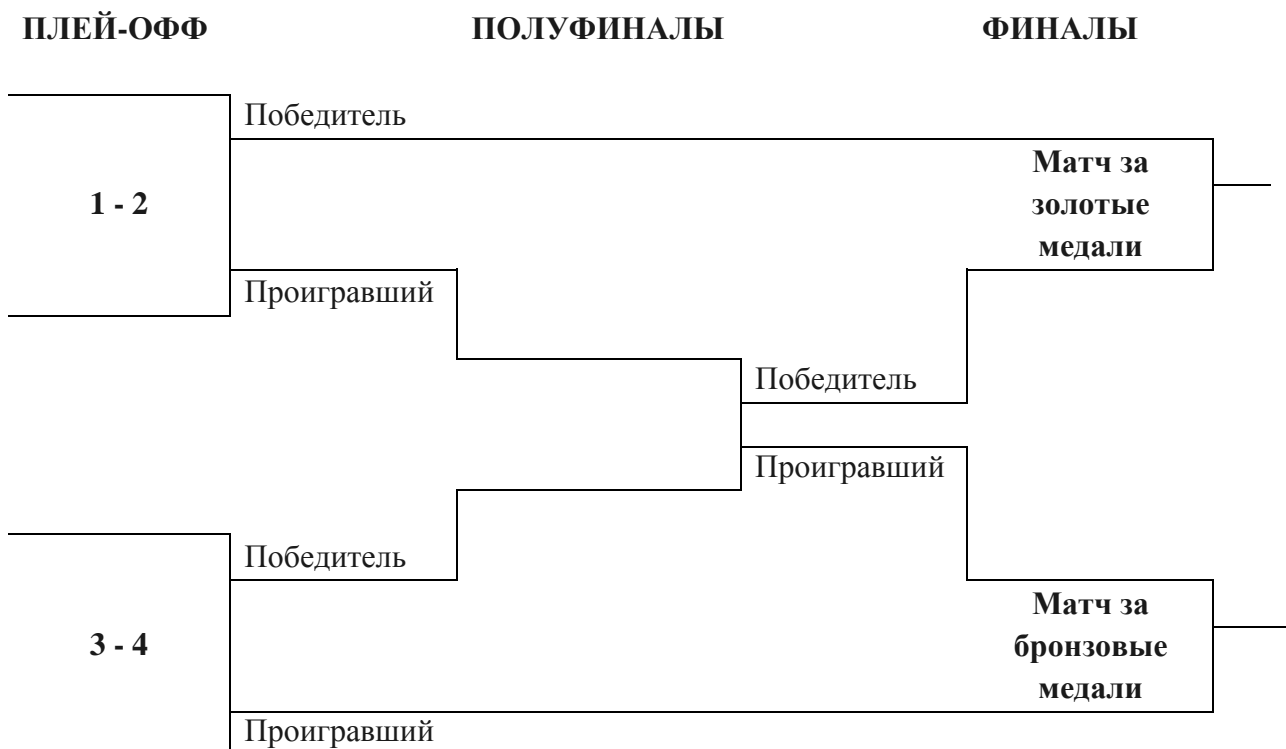 ПЛЕЙ-ОФФ ПОЛУФИНАЛЫ ФИНАЛЫ
Победитель
1 - 2
Матч за
золотые
медали
Проигравший
Победитель
Проигравший
Победитель
3 - 4
Матч за
бронзовые
медали
Проигравший